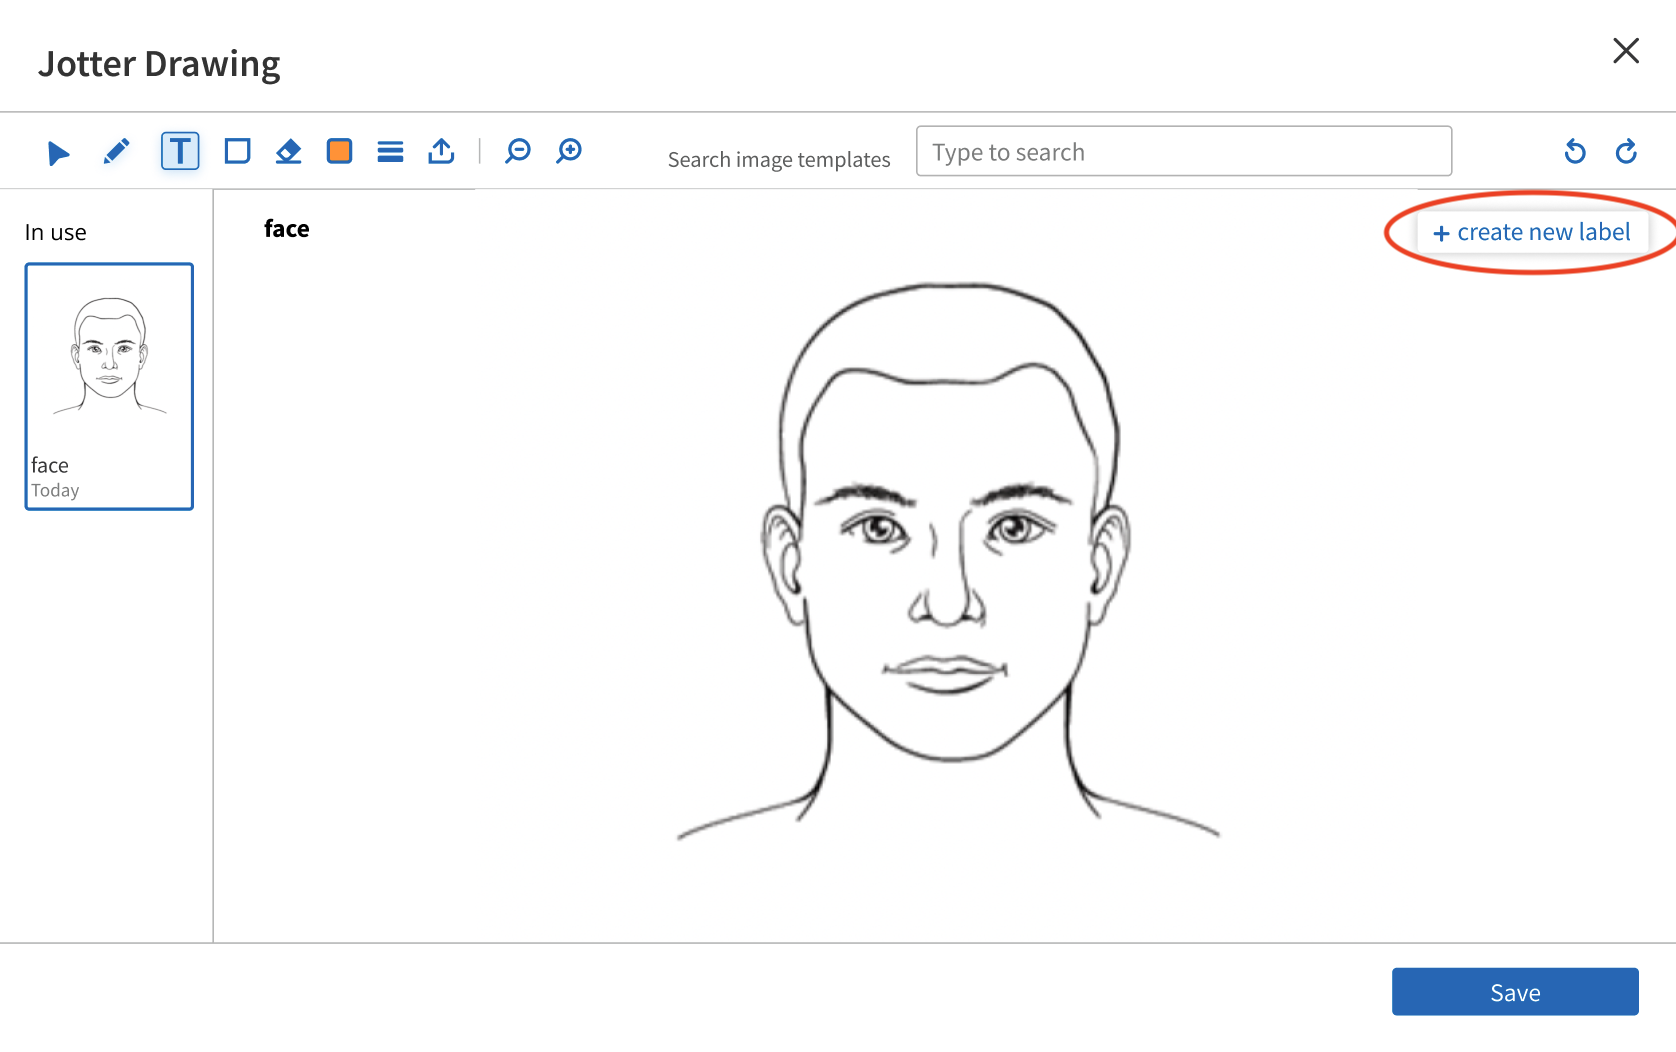 Jotter Drawing
T
Search image templates
Type to search
In use
face
+ create new label
face
Today
Save